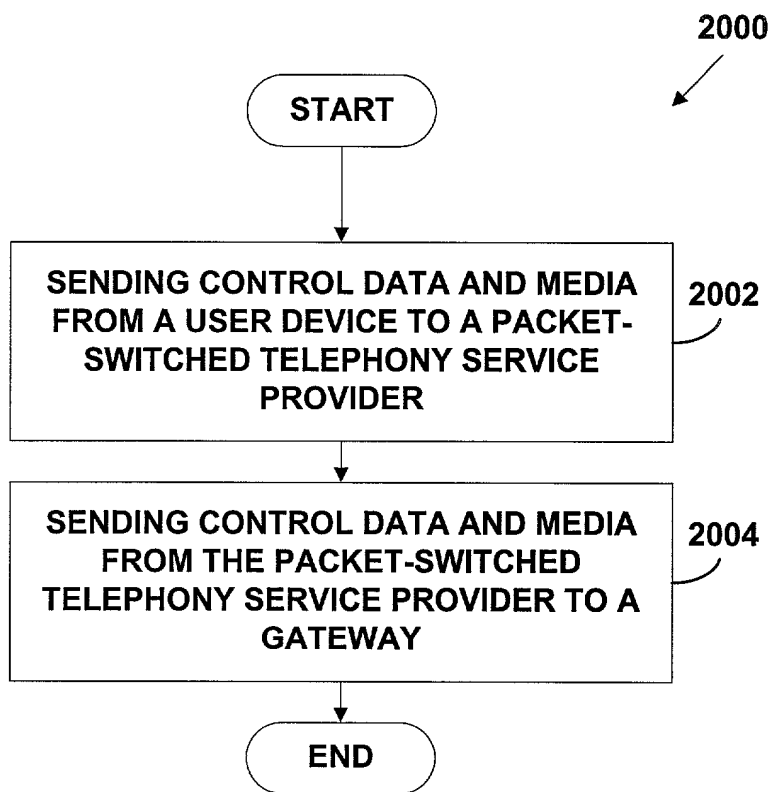 2000
START
SENDING CONTROL DATA AND MEDIA
FROM A USER DEVICE TO A PACKET-
SWITCHED TELEPHONY SERVICE
PROVIDER
2002
SENDING CONTROL DATA AND MEDIA
FROM THE PACKET-SWITCHED
TELEPHONY SERVICE PROVIDER TO A
GATEWAY
2004
END